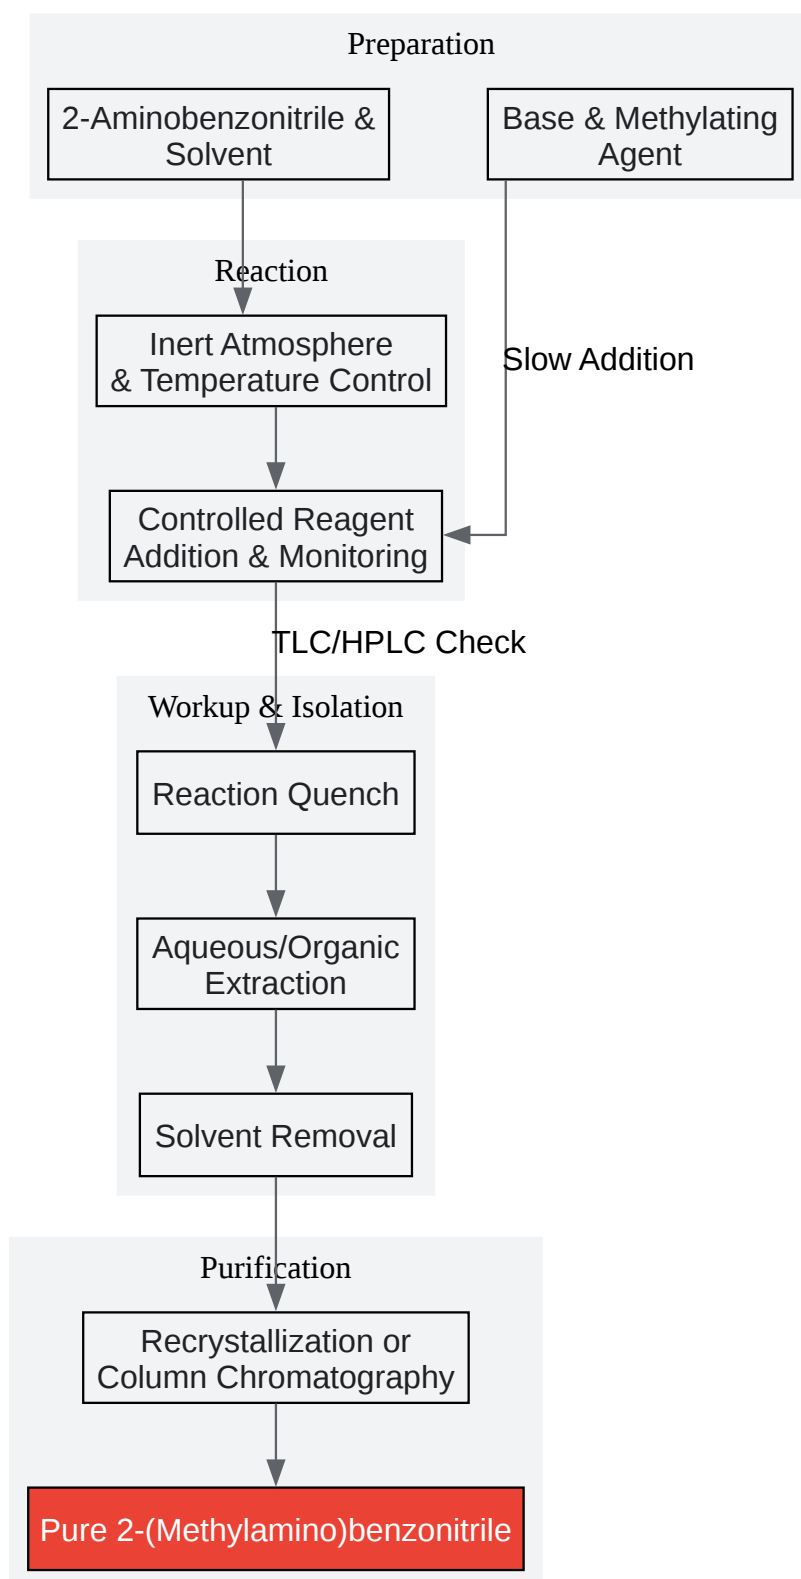 Preparation
2-Aminobenzonitrile &
Solvent
Base & Methylating
Agent
Reaction
Inert Atmosphere
& Temperature Control
Slow Addition
Controlled Reagent
Addition & Monitoring
TLC/HPLC Check
Workup & Isolation
Reaction Quench
Aqueous/Organic
Extraction
Solvent Removal
Purification
Recrystallization or
Column Chromatography
Pure 2-(Methylamino)benzonitrile